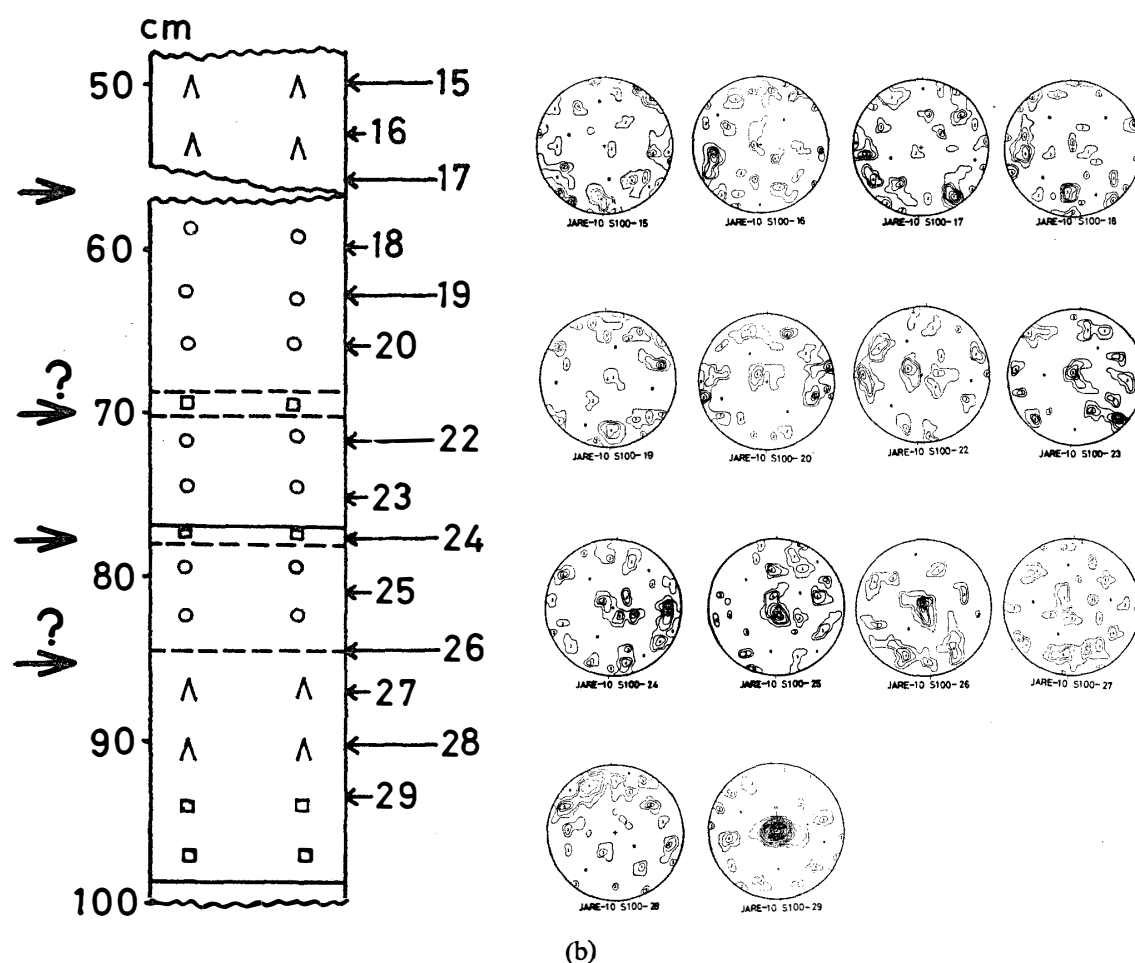 cm
50
15
16
17
60
18
19
20
?
70
22
23
24
80
25
?
26
27
90
28
29
100
JARE-10 S100-15
JARE-10 S100-16
JARE-10 S100-17
JARE-10 S100-18
JARE-10 S100-19
JARE-10 S100-20
JARE-10 S100-22
JARE-10 S100-23
JARE-10 S100-24
JARE-10 S100-25
JARE-10 S100-26
JARE-10 S100-27
JARE-10 S100-28
JARE-10 S100-29
(b)